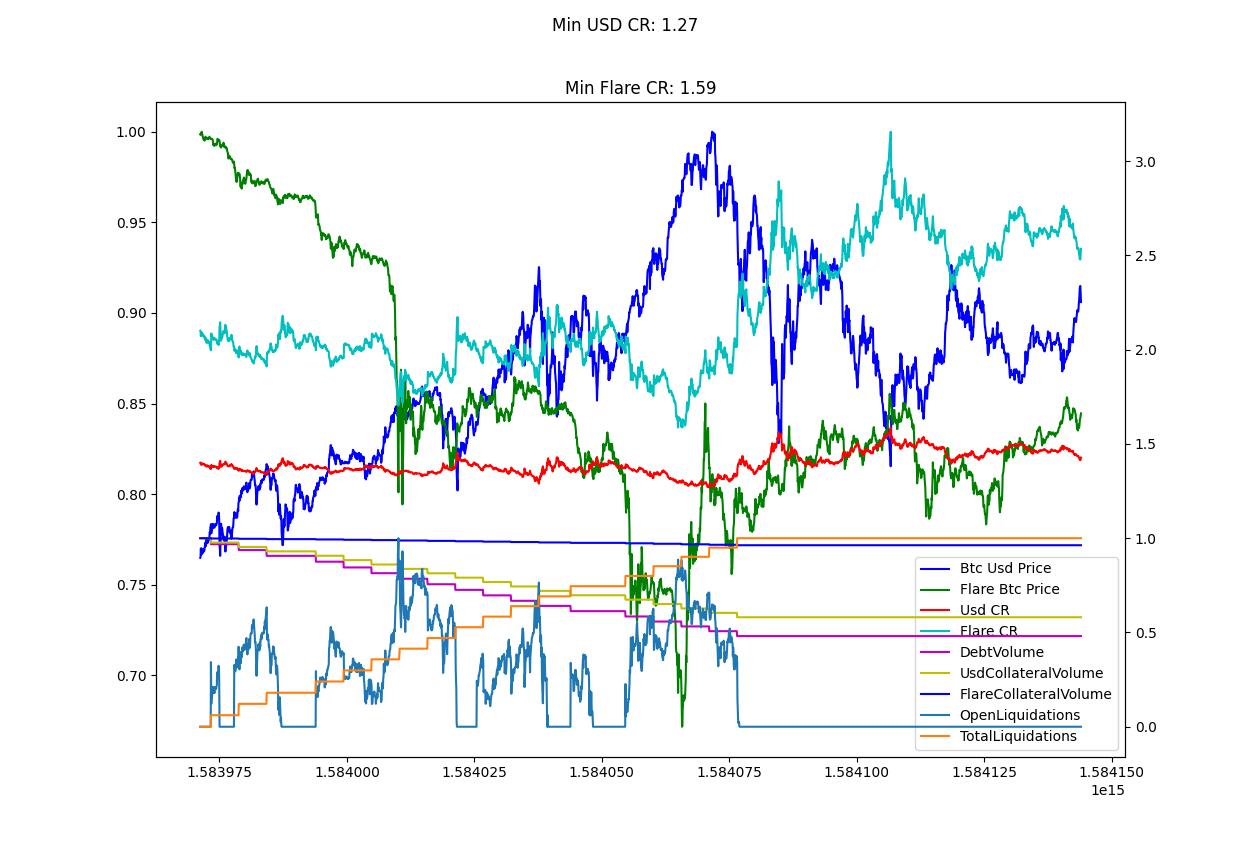 Min USD CR: 1.27
Min Flare CR: 1.59
1.00
0.95
0.90
0.85
0.80
0.75
0.70
3.0
2.5
2.0
1.5
1.0
0.5
0.0
Btc Usd Price
Flare Btc Price
Usd CR
Flare CR
DebtVolume
UsdCollateralVolume
FlareCollateralVolume
OpenLiquidations
TotalLiquidations
1.583975 1.584000 1.584025 1.584050 1.584075 1.584100 1.584125 1.584150
1e15